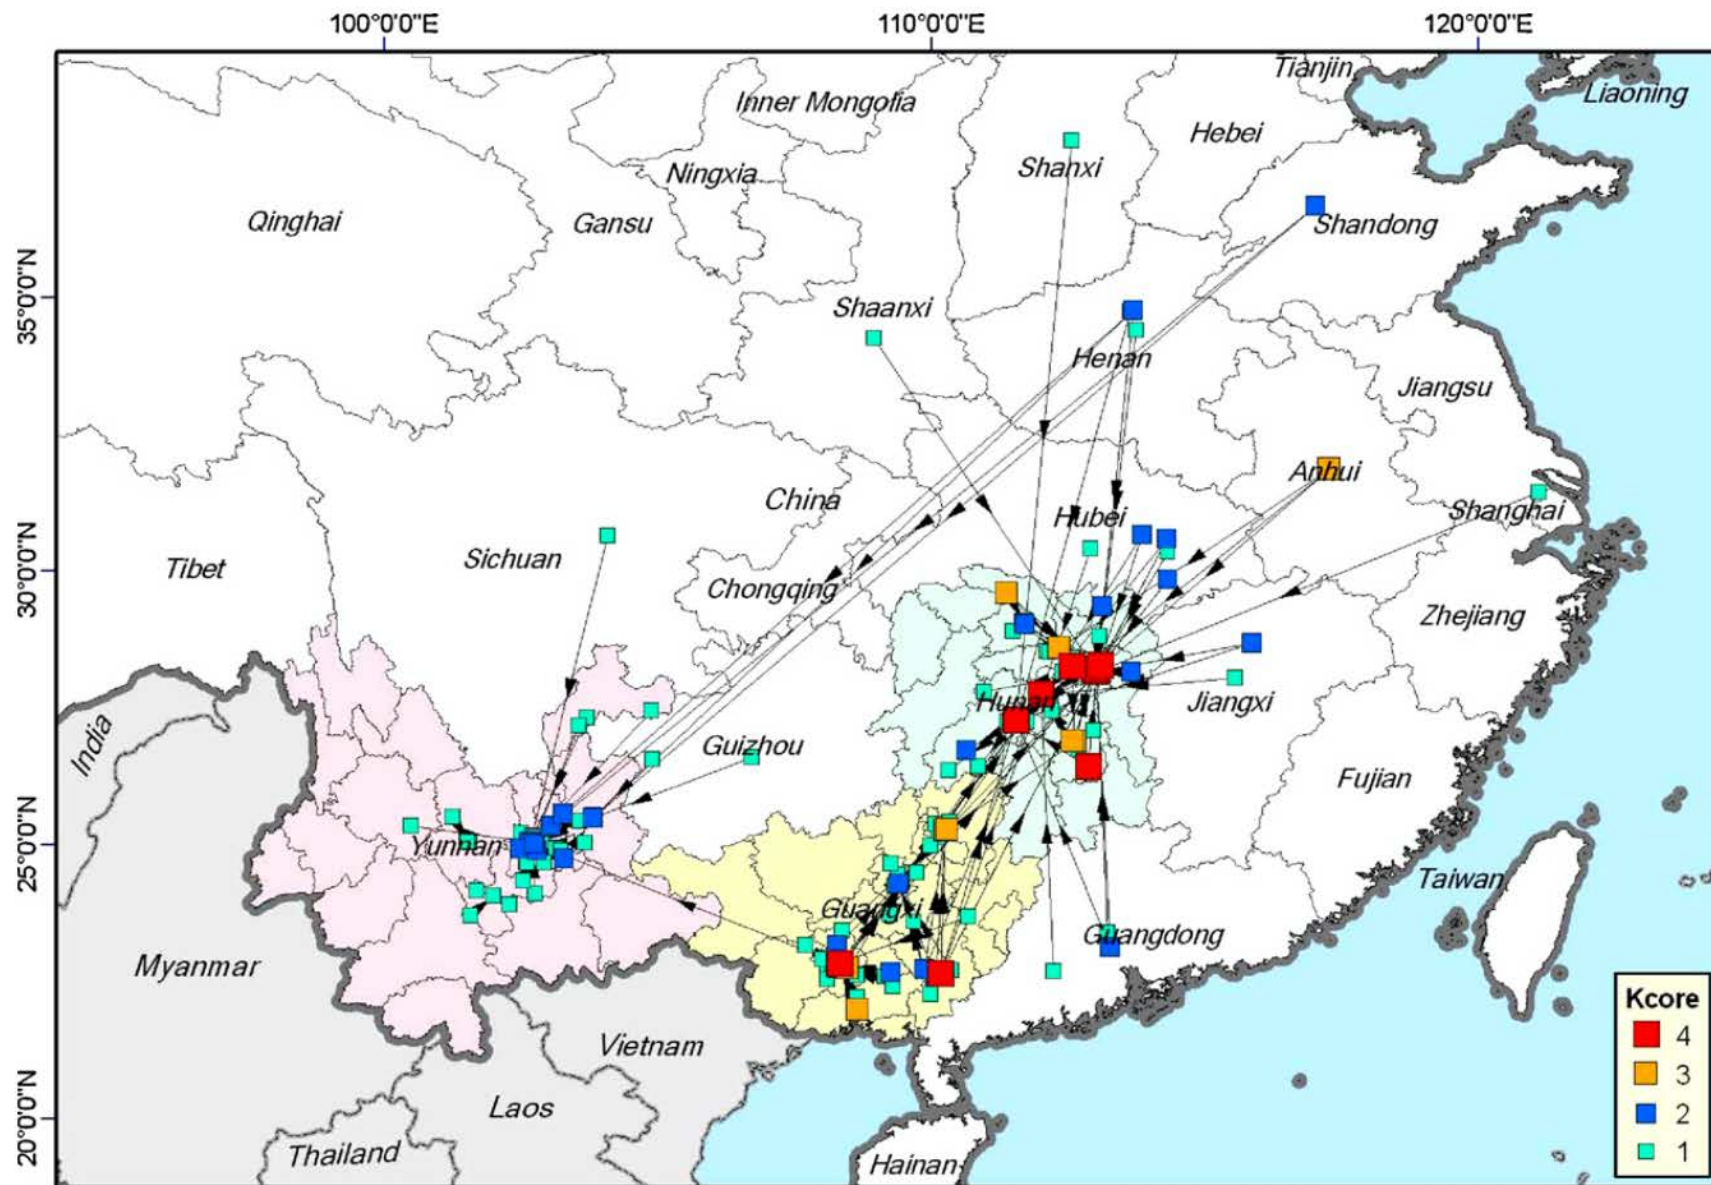 100°0'0"E 110°0'0"E 120°0'0"E
Tianjin
Liaoning
Inner Mongolia
Hebei
Shanxi
Ningxia
Qinghai
Gansu
Shandong
35°0'0"N
Shaanxi
Henan
Jiangsu
Anhui
China
Shanghai
Hubei
Sichuan
Tibet
30°0'0"N
Chongqing
Zhejiang
Hunan
Jiangxi
India
Guizhou
Fujian
25°0'0"N
Yunnan
Taiwan
Guangxi
Guangdong
Myanmar
Vietnam
Laos
20°0'0"N
Thailand
Hainan
Kcore
4
3
2
1